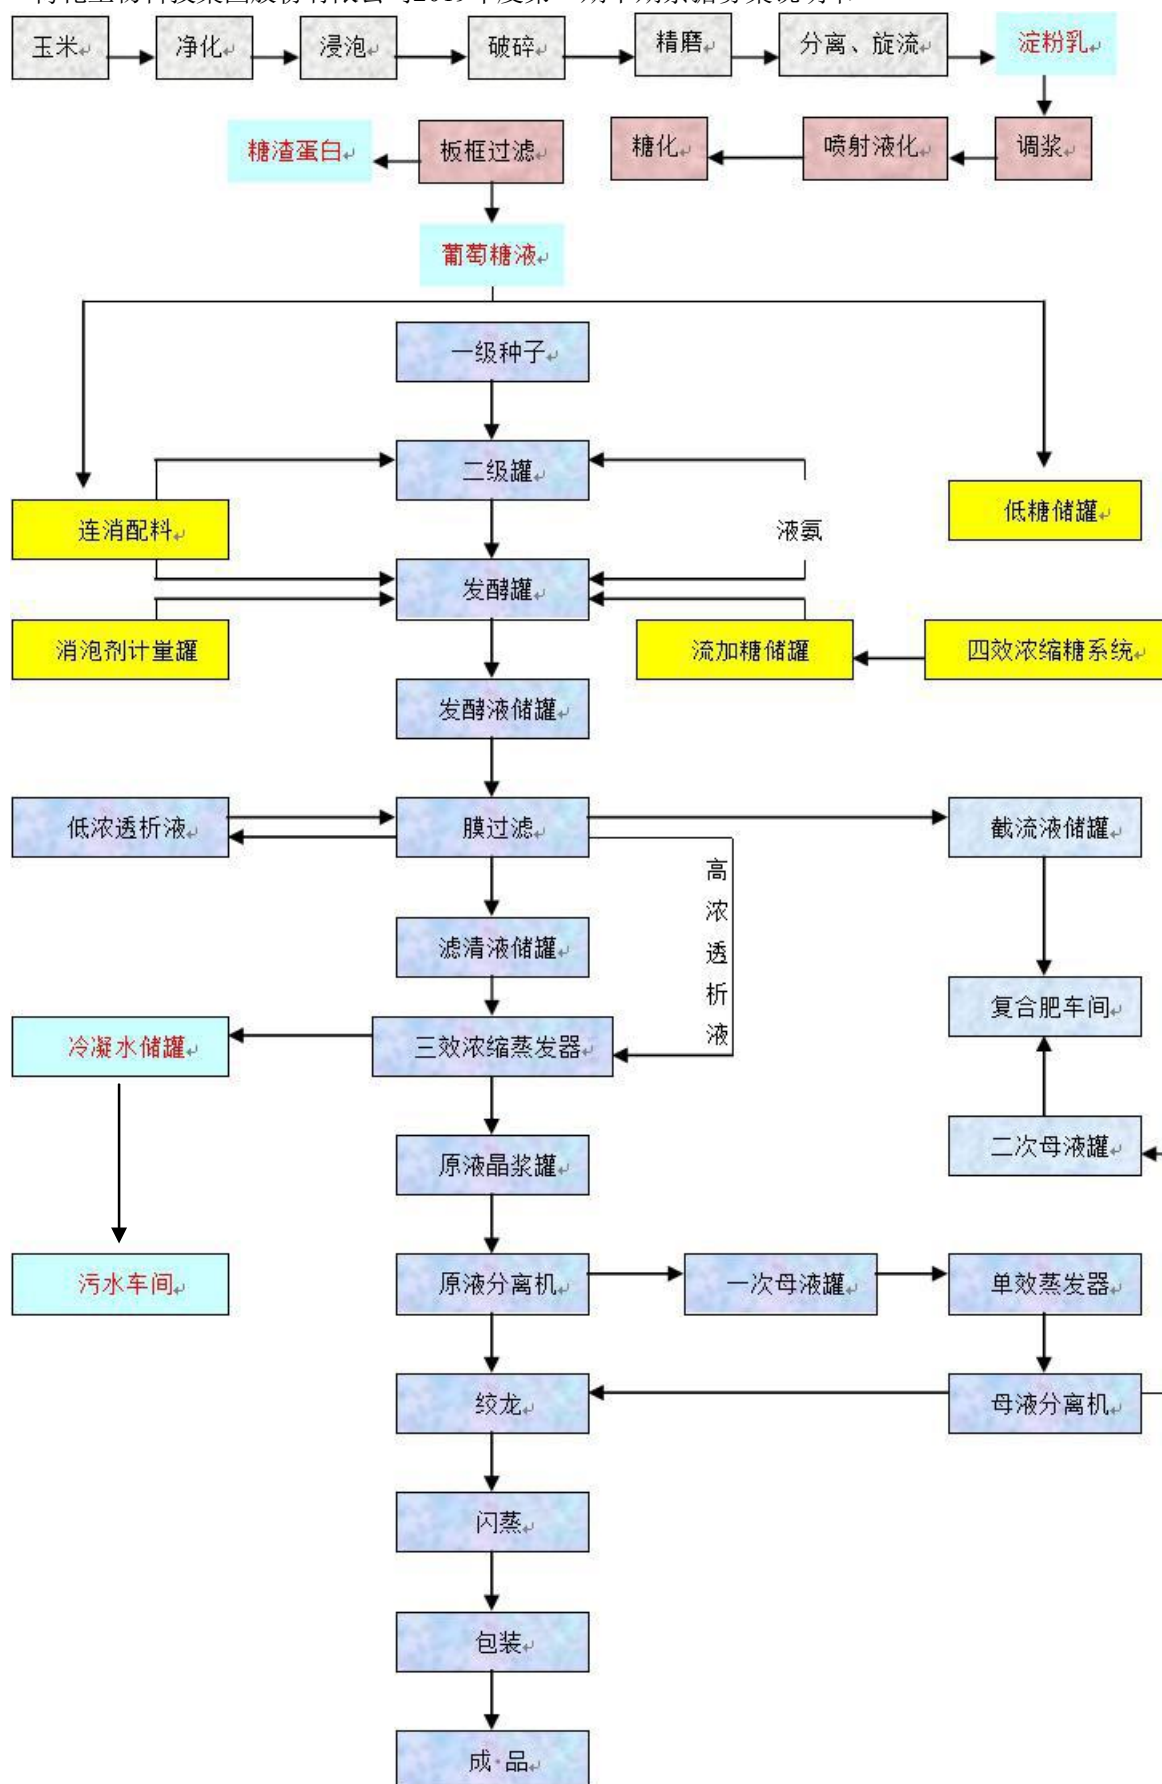 玉米
净化
浸泡
破碎
精磨
分离、旋流
淀粉乳
糖渣蛋白
板框过滤
糖化
喷射液化
调浆
葡萄糖液
一级种子
二级罐
连消配料
低糖储罐
液氨
发酵罐
消泡剂计量罐
流加糖储罐
四效浓缩糖系统
发酵液储罐
低浓透析液
膜过滤
截流液储罐
高浓透析液
滤清液储罐
复合肥车间
冷凝水储罐
三效浓缩蒸发器
原液晶浆罐
二次母液罐
污水车间
原液分离机
一次母液罐
单效蒸发器
绞龙
母液分离机
闪蒸
包装
成·品